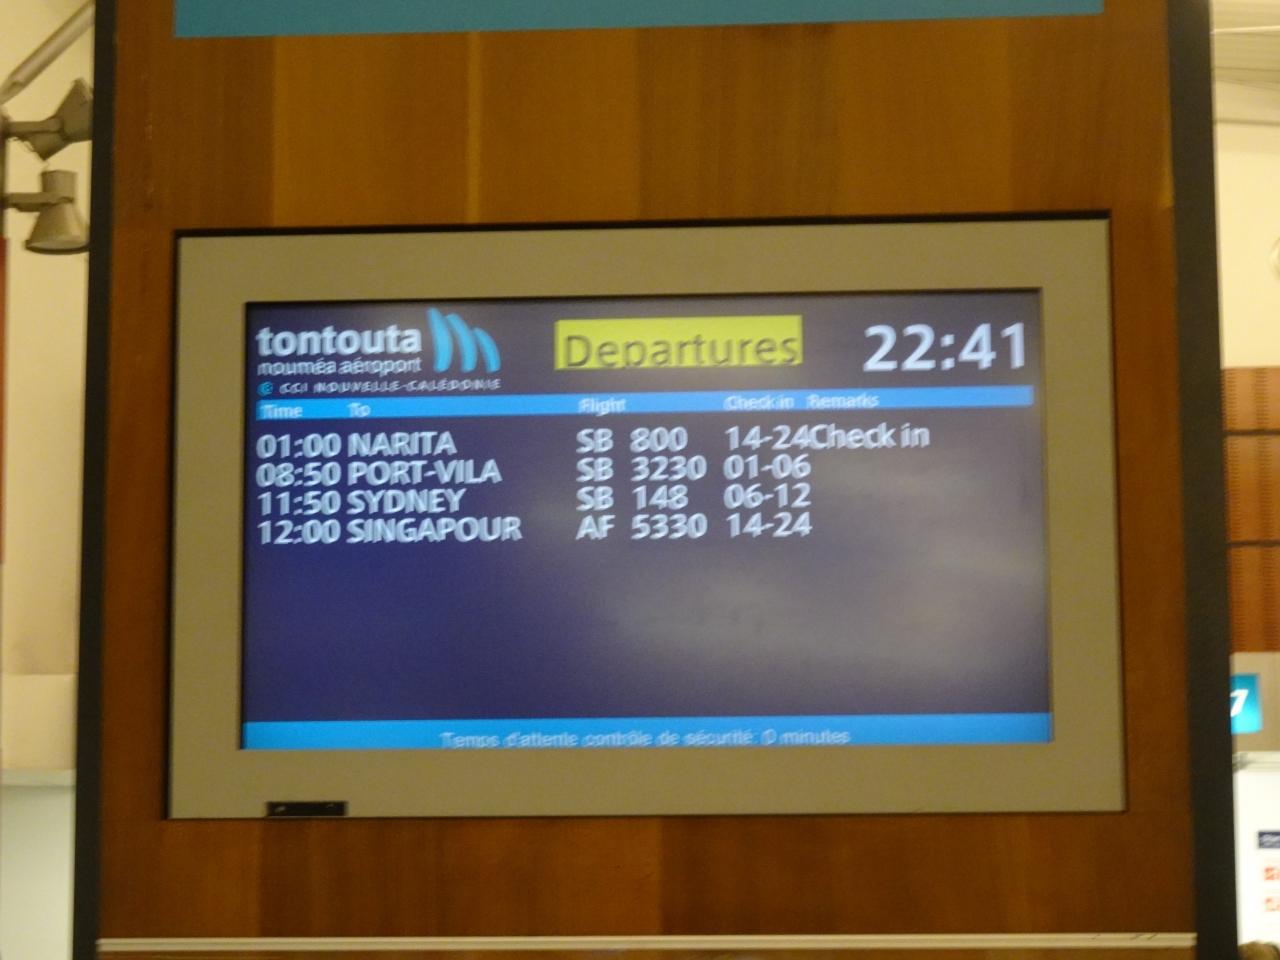 tontouta
nouméa aéroport
CCI NOUVELLE-CALÉDONIE
Departures
22:41
Time To Flight Check in Remarks
01:00 NARITA SB 800 14-24 Check in
08:50 PORT-VILA SB 3230 01-06
11:50 SYDNEY SB 148 06-12
12:00 SINGAPOUR AF 5330 14-24
Temps d'attente contrôle de sécurité: 0 minutes
7